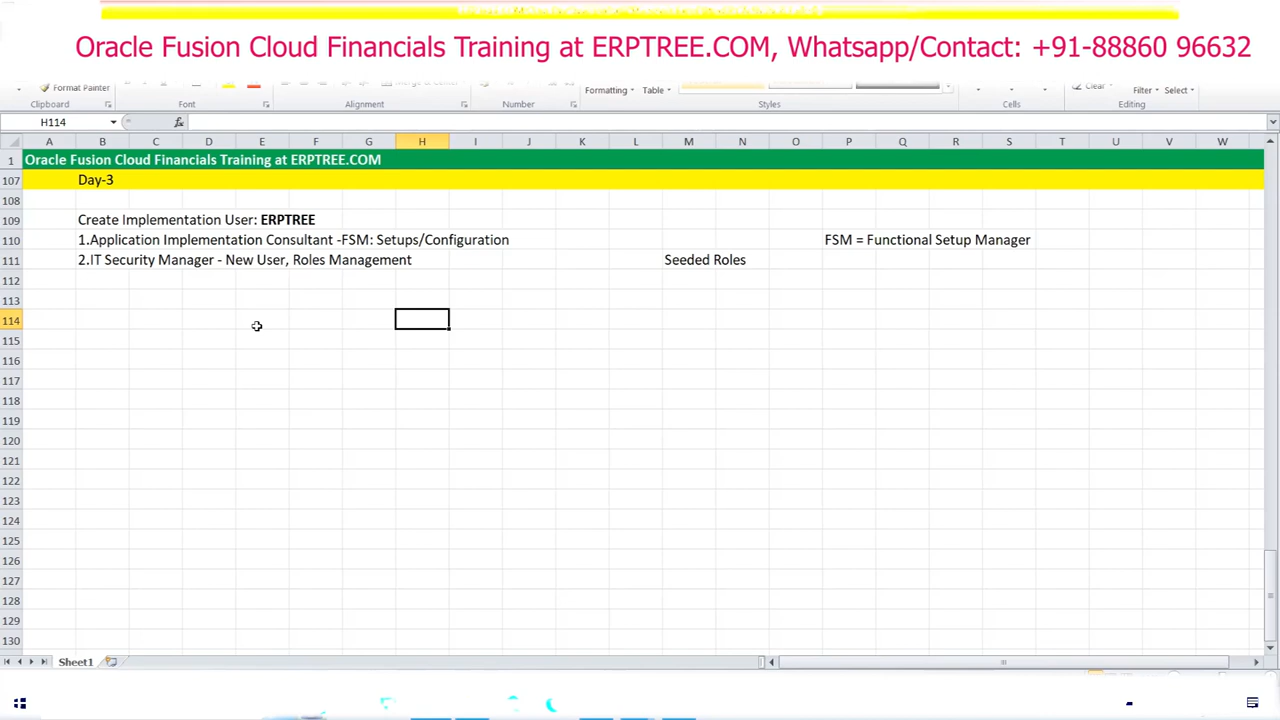 Oracle Fusion Cloud Financials Training at ERPTREE.COM, Whatsapp/Contact: +91-88860 96632
Format Painter
Formatting Table Clear Filter Select
Clipboard Font Alignment Number Styles Cells Editing
H114 fx
A B C D E F G H I J K L M N O P Q R S T U V W
1 Oracle Fusion Cloud Financials Training at ERPTREE.COM
107 Day-3
108
109 Create Implementation User: ERPTREE
110 1.Application Implementation Consultant -FSM: Setups/Configuration FSM = Functional Setup Manager
111 2.IT Security Manager - New User, Roles Management Seeded Roles
112
113
114
115
116
117
118
119
120
121
122
123
124
125
126
127
128
129
130
Sheet1